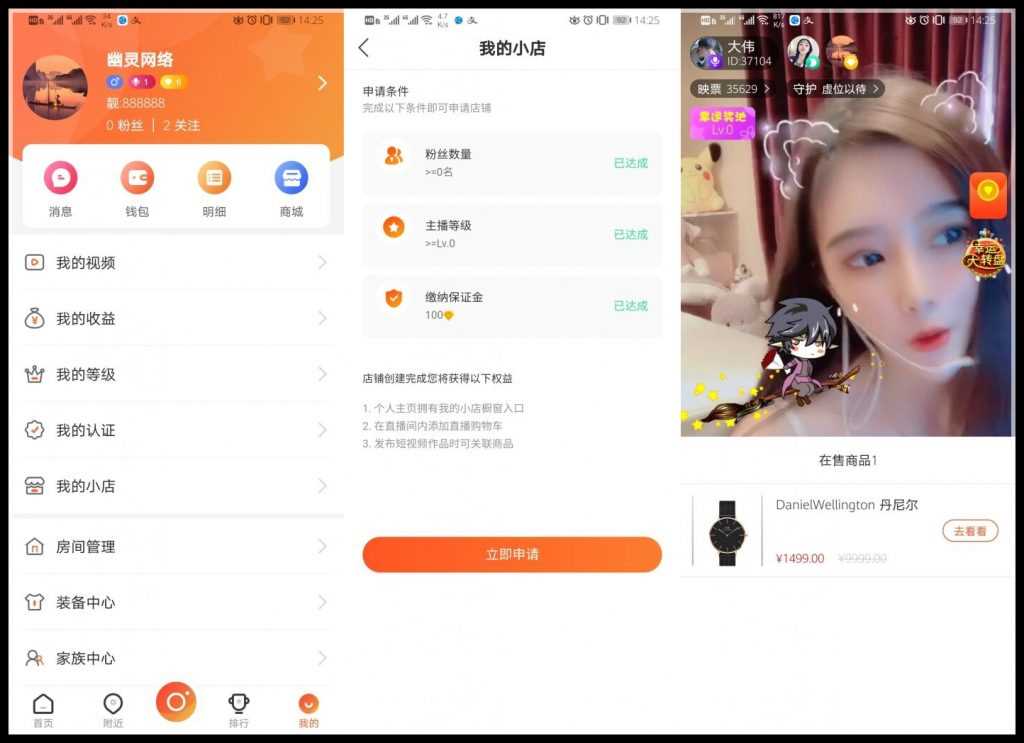 14:25
幽灵网络
1
6
靓:888888
0 粉丝 | 2 关注
消息
钱包
明细
商城
我的视频
我的收益
我的等级
我的认证
我的小店
房间管理
装备中心
家族中心
首页
附近
排行
我的
4.7
K/s
14:25
我的小店
申请条件
完成以下条件即可申请店铺
粉丝数量
>=0名
已达成
主播等级
>=Lv.0
已达成
缴纳保证金
100
已达成
店铺创建完成您将获得以下权益
1. 个人主页拥有我的小店橱窗入口
2. 在直播间内添加直播购物车
3. 发布短视频作品时可关联商品
立即申请
14:25
大伟
ID:37104
映票 35629
守护 虚位以待
幸运奖池
Lv.0
幸运
大转盘
在售商品1
DanielWellington 丹尼尔
去看看
¥1499.00 ¥9999.00